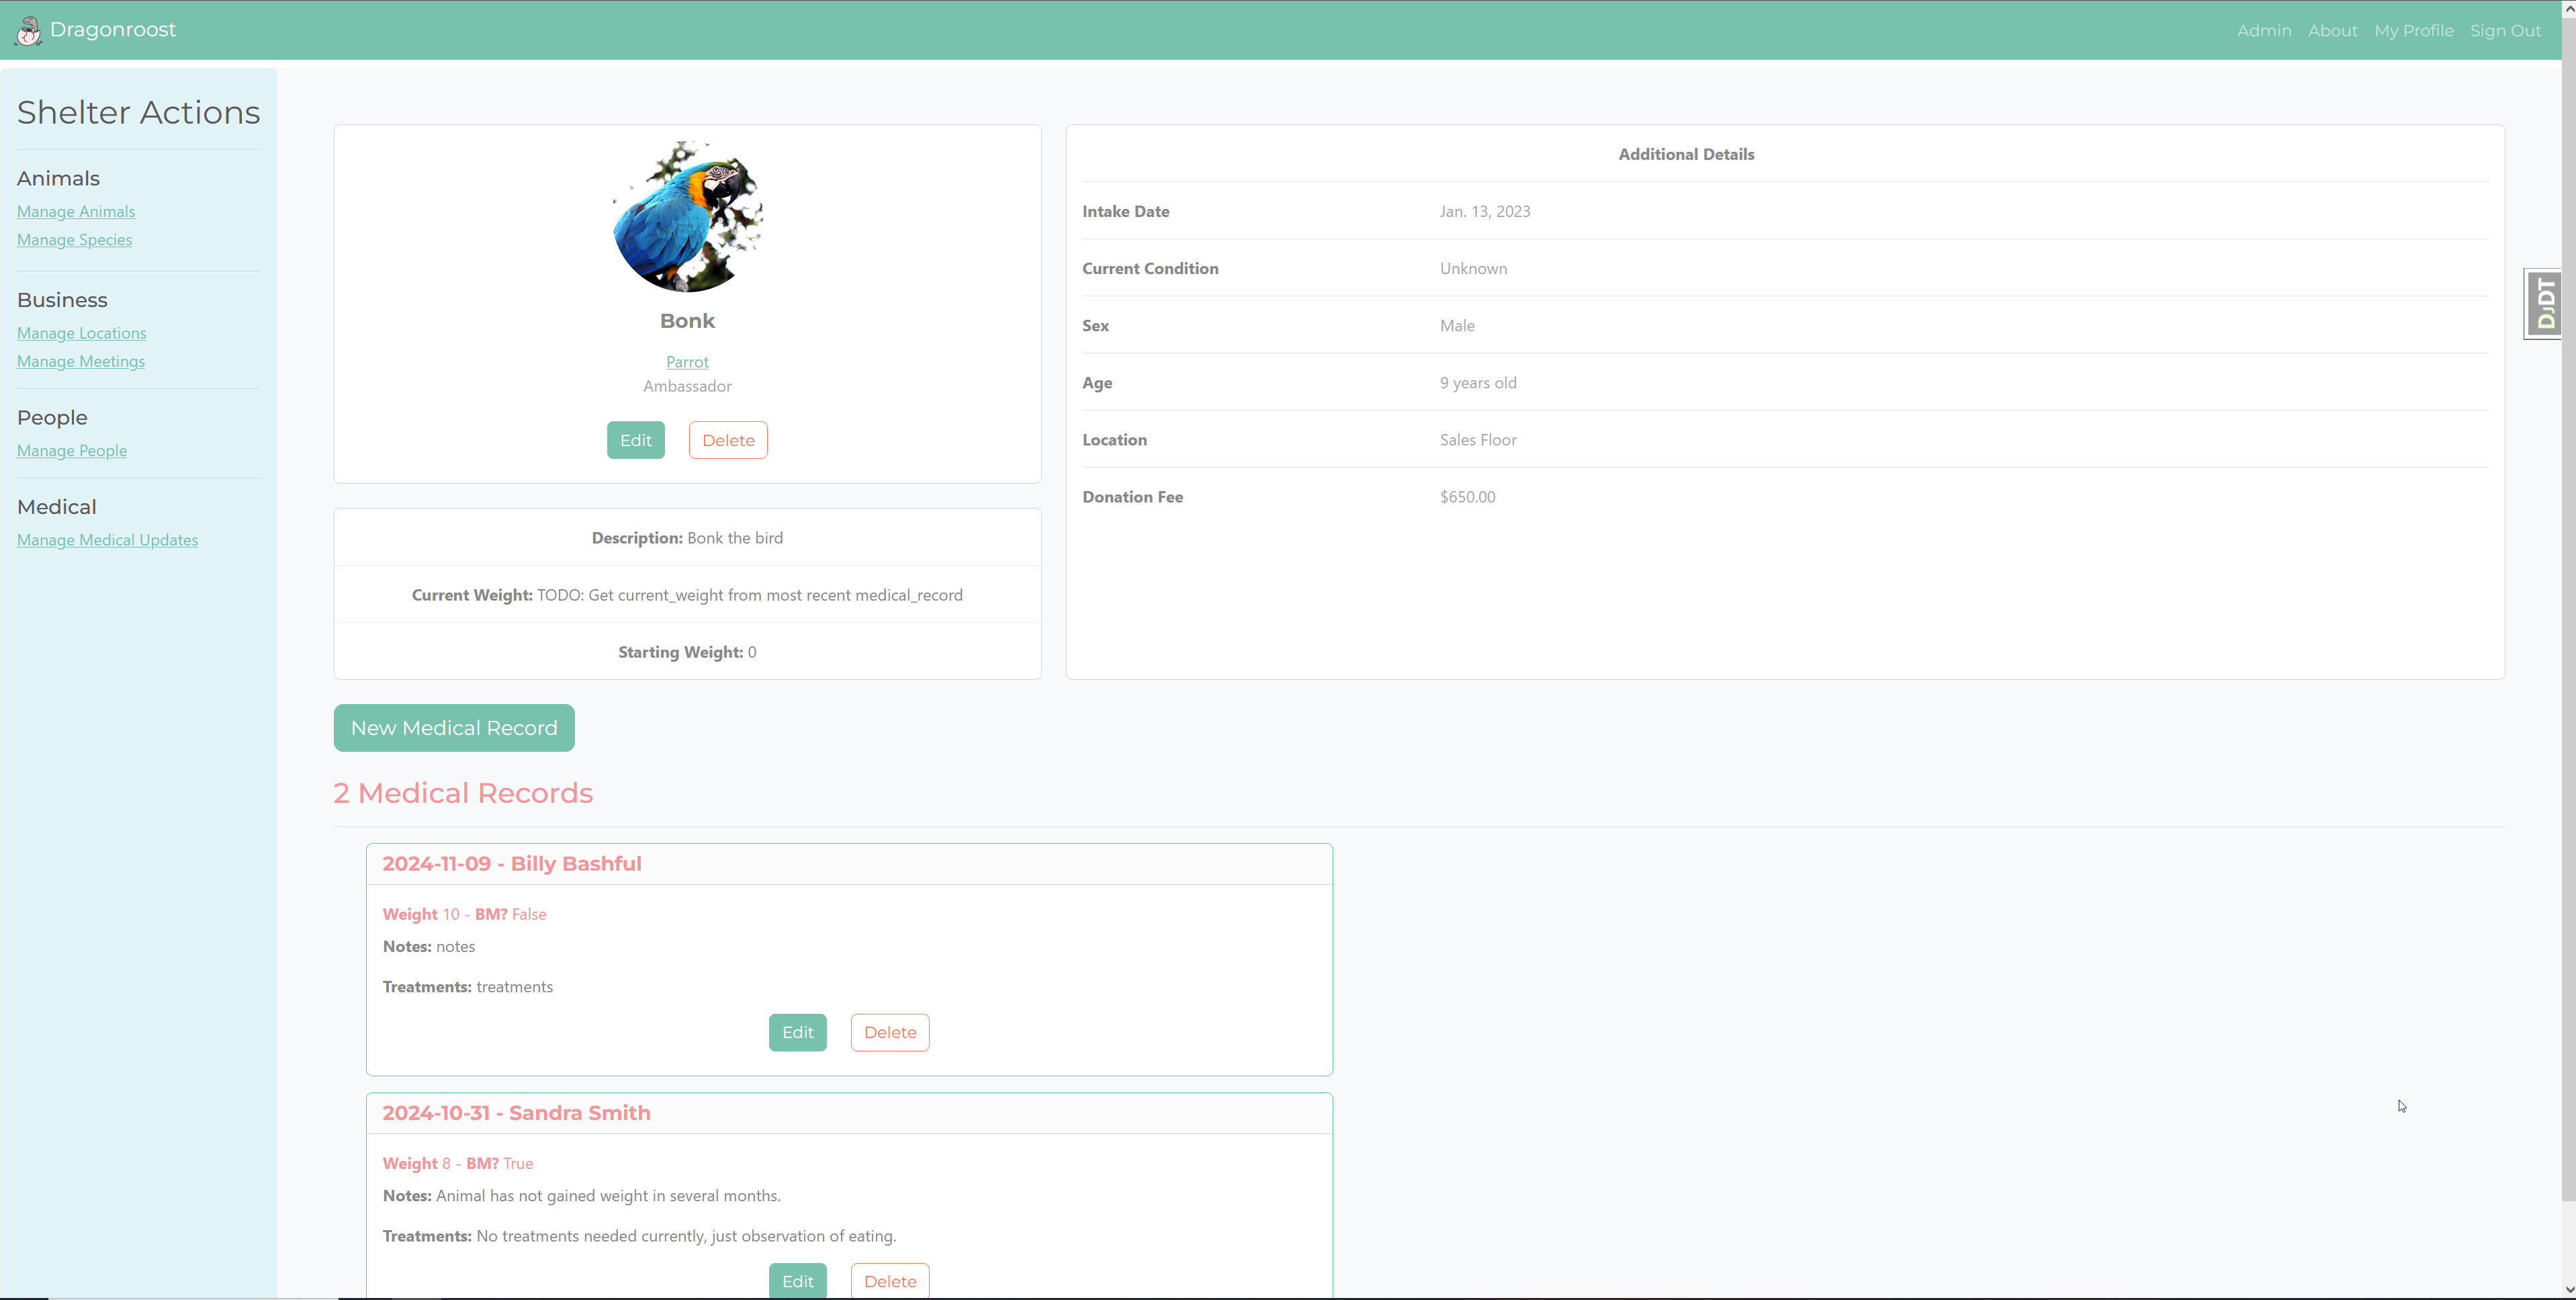 Dragonroost
Admin About My Profile Sign Out
Shelter Actions
Animals
Manage Animals
Manage Species
Business
Manage Locations
Manage Meetings
People
Manage People
Medical
Manage Medical Updates
Bonk
Parrot
Ambassador
Edit Delete
Description: Bonk the bird
Current Weight: TODO: Get current_weight from most recent medical_record
Starting Weight: 0
Additional Details
Intake Date Jan. 13, 2023
Current Condition Unknown
Sex Male
Age 9 years old
Location Sales Floor
Donation Fee $650.00
DJDT
New Medical Record
2 Medical Records
2024-11-09 - Billy Bashful
Weight 10 - BM? False
Notes: notes
Treatments: treatments
Edit Delete
2024-10-31 - Sandra Smith
Weight 8 - BM? True
Notes: Animal has not gained weight in several months.
Treatments: No treatments needed currently, just observation of eating.
Edit Delete